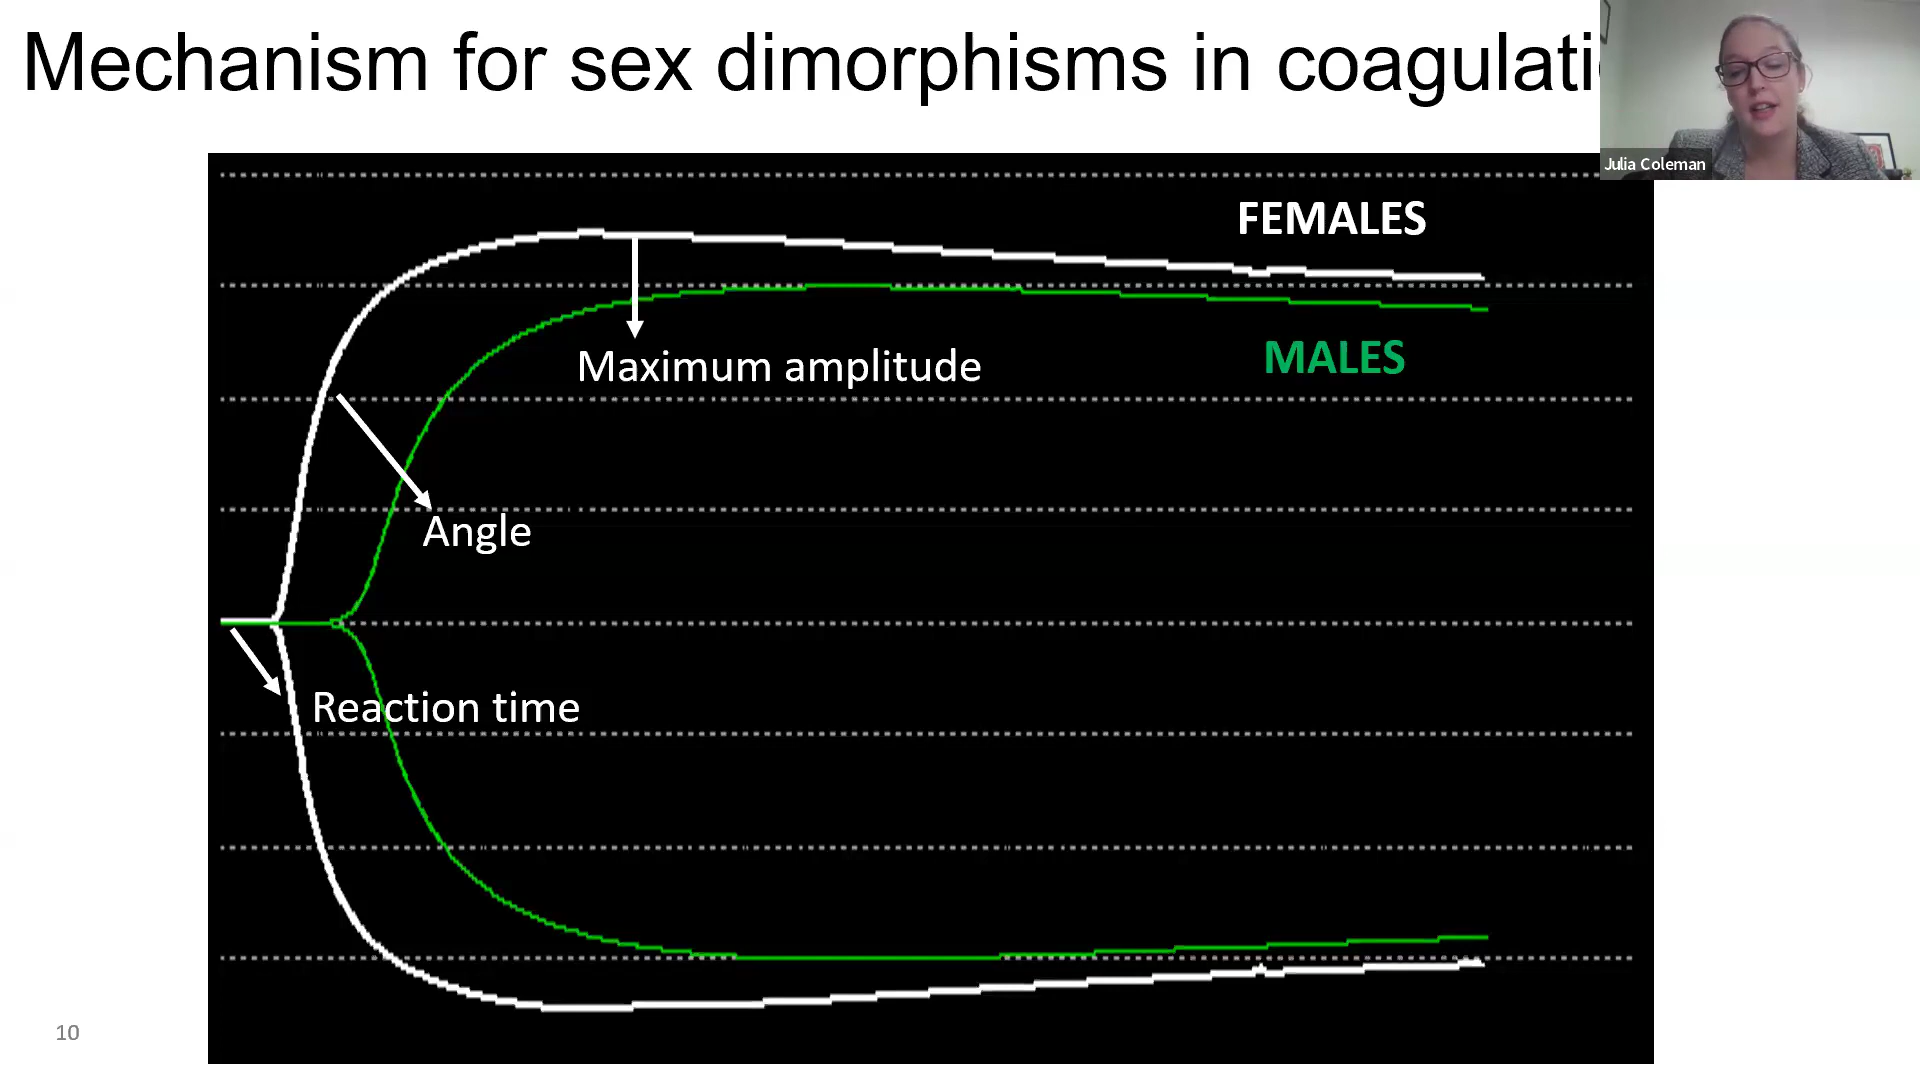 Mechanism for sex dimorphisms in coagulati
Julia Coleman
FEMALES
MALES
Maximum amplitude
Angle
Reaction time
10